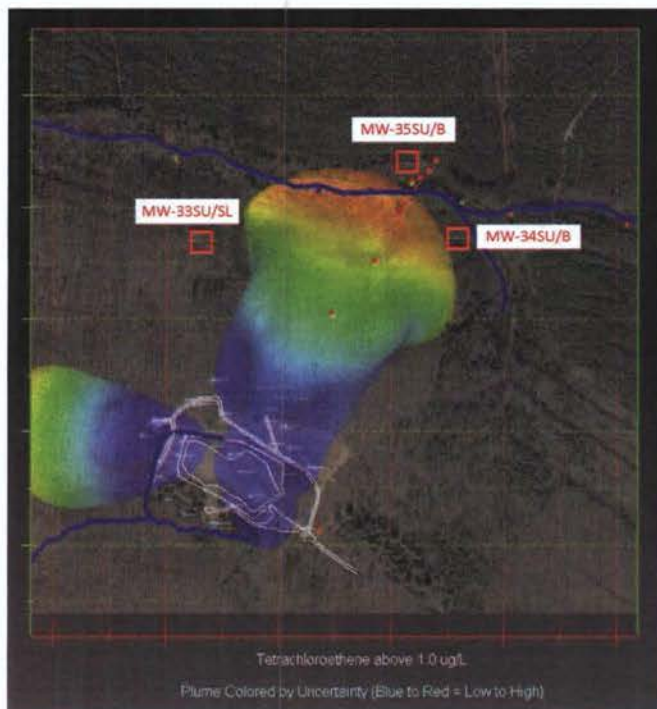 MW-35SU/B
MW-33SU/SL
MW-34SU/B
Tetrachloroethene above 1.0 ug/L
Plume Colored by Uncertainty (Blue to Red = Low to High)